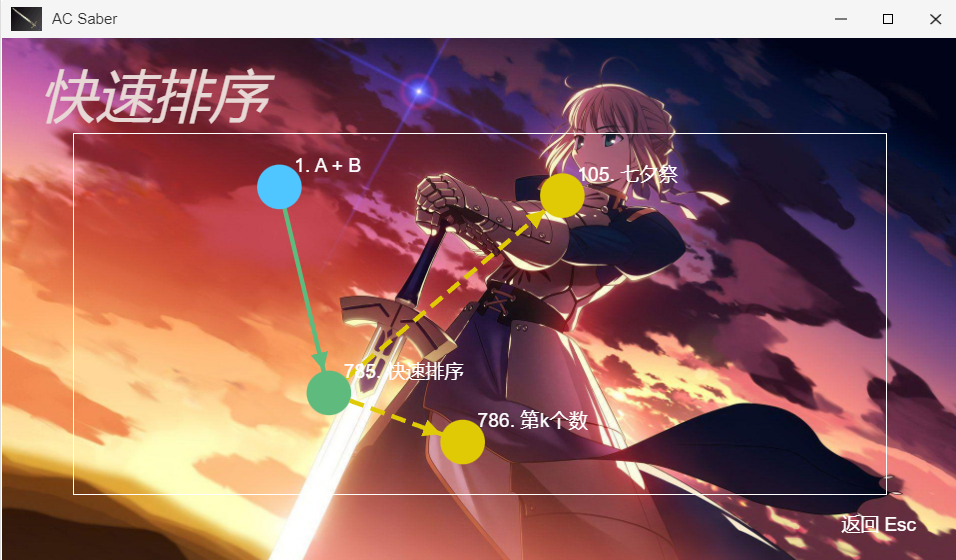 AC Saber
快速排序
1. A + B
105. 七夕祭
785. 快速排序
786. 第k个数
返回 Esc